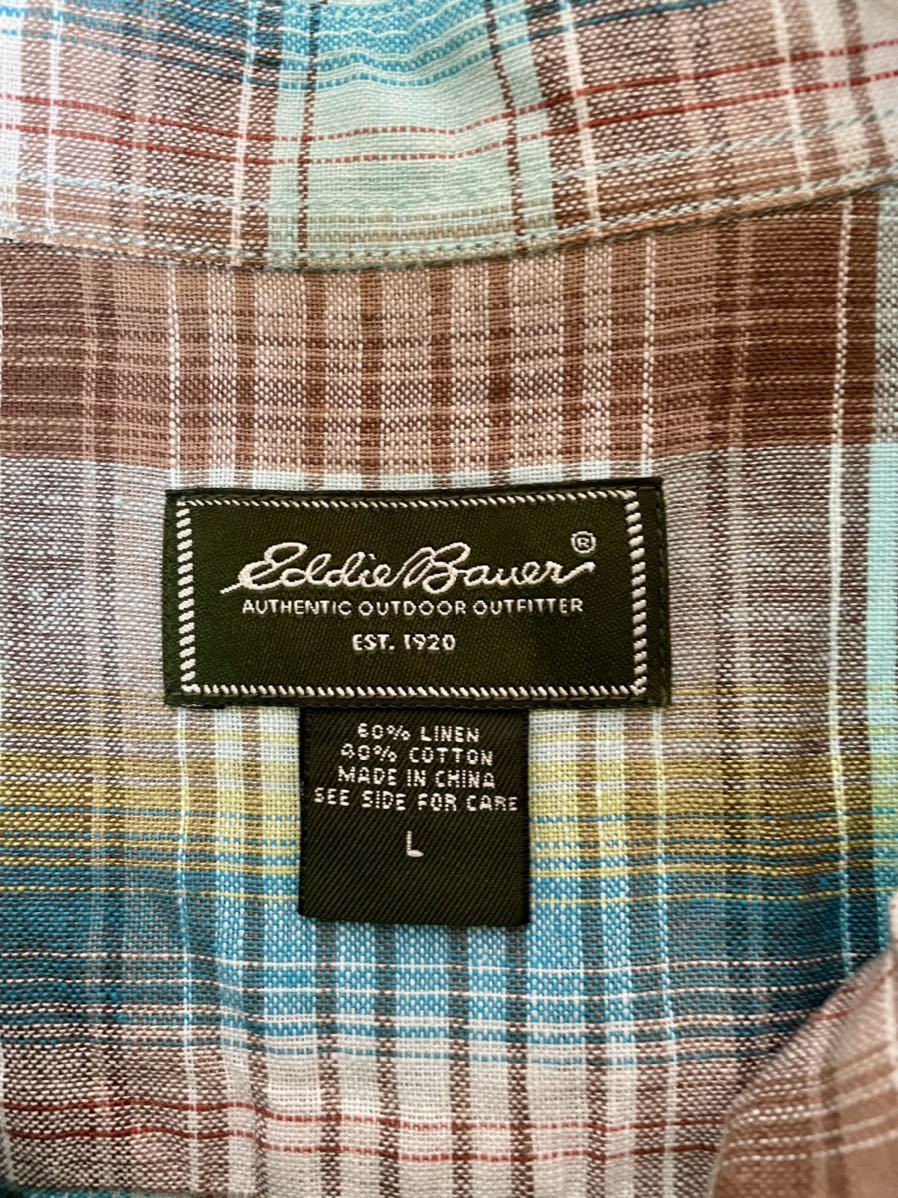 Eddie Bauer®
AUTHENTIC OUTDOOR OUTFITTER
EST. 1920
60% LINEN
40% COTTON
MADE IN CHINA
SEE SIDE FOR CARE
L